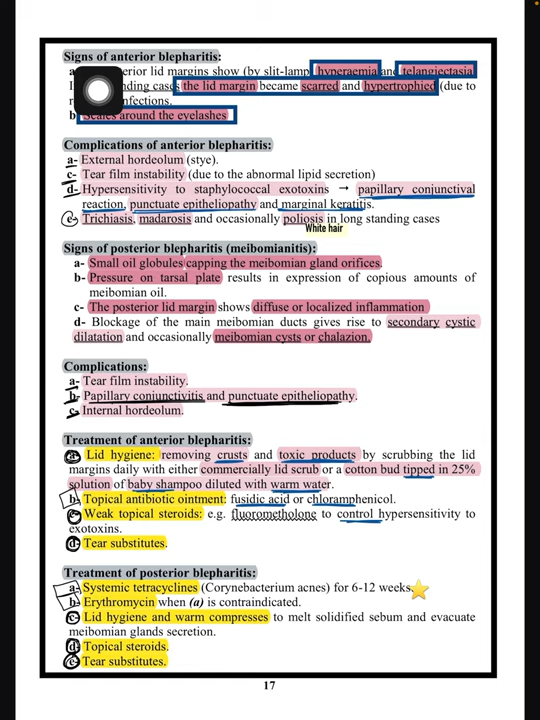 Signs of anterior blepharitis:
a erior lid margins show (by slit-lamp hyperaemia and telangiectasia
nding cases the lid margin became scarred and hypertrophied (due to
r nfections.
b Scales around the eyelashes
Complications of anterior blepharitis:
a- External hordeolum (stye).
c- Tear film instability (due to the abnormal lipid secretion)
d- Hypersensitivity to staphylococcal exotoxins → papillary conjunctival
reaction, punctate epitheliopathy and marginal keratitis.
e- Trichiasis, madarosis and occasionally poliosis in long standing cases
White hair
Signs of posterior blepharitis (meibomianitis):
a- Small oil globules capping the meibomian gland orifices.
b- Pressure on tarsal plate results in expression of copious amounts of
meibomian oil.
c- The posterior lid margin shows diffuse or localized inflammation
d- Blockage of the main meibomian ducts gives rise to secondary cystic
dilatation and occasionally meibomian cysts or chalazion.
Complications:
a- Tear film instability.
b- Papillary conjunctivitis and punctuate epitheliopathy.
c- Internal hordeolum.
Treatment of anterior blepharitis:
a- Lid hygiene: removing crusts and toxic products by scrubbing the lid
margins daily with either commercially lid scrub or a cotton bud tipped in 25%
solution of baby shampoo diluted with warm water.
b- Topical antibiotic ointment: fusidic acid or chloramphenicol.
c- Weak topical steroids: e.g. fluorometholone to control hypersensitivity to
exotoxins.
d- Tear substitutes.
Treatment of posterior blepharitis:
a- Systemic tetracyclines (Corynebacterium acnes) for 6-12 weeks
b- Erythromycin when (a) is contraindicated.
c- Lid hygiene and warm compresses to melt solidified sebum and evacuate
meibomian glands secretion.
d- Topical steroids.
e- Tear substitutes.
17